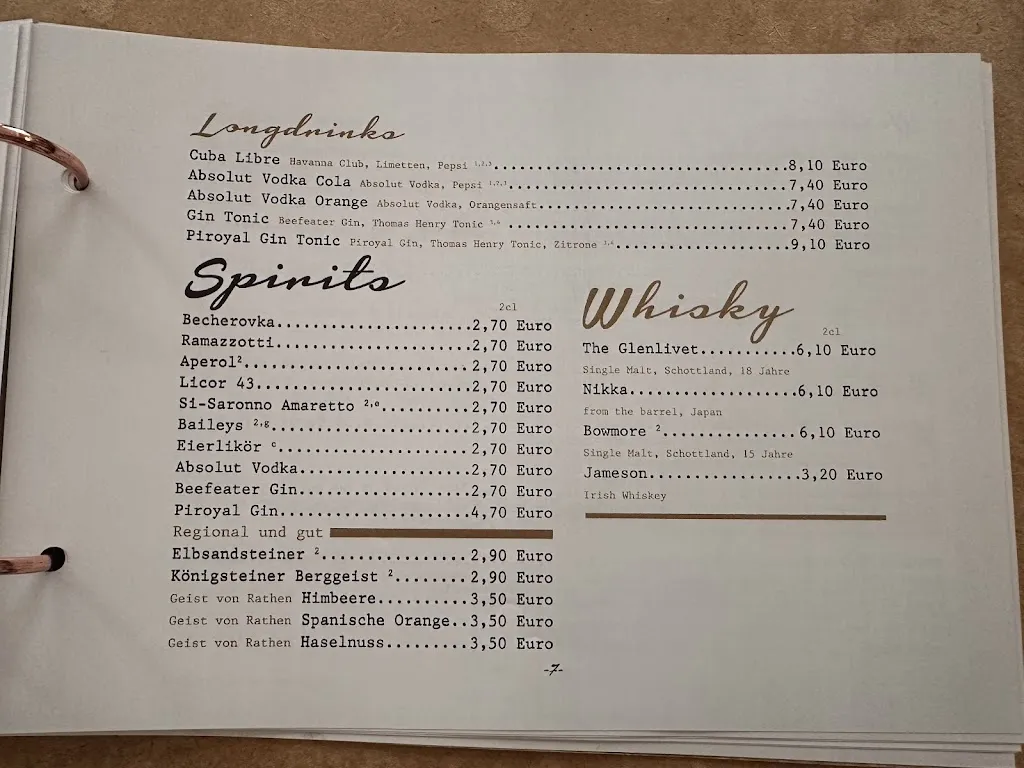 Longdrinks
Cuba Libre Havanna Club, Limetten, Pepsi 1,2,3..................................8,10 Euro
Absolut Vodka Cola Absolut Vodka, Pepsi 1,2,3..............................7,40 Euro
Absolut Vodka Orange Absolut Vodka, Orangensaft...........................7,40 Euro
Gin Tonic Beefeater Gin, Thomas Henry Tonic ...............................7,40 Euro
Piroyal Gin Tonic Piroyal Gin, Thomas Henry Tonic, Zitrone ...................9,10 Euro
Spirits
2cl
Becherovka......................2,70 Euro
Ramazzotti......................2,70 Euro
Aperol².........................2,70 Euro
Licor 43........................2,70 Euro
Si-Saronno Amaretto 2,e..........2,70 Euro
Baileys 2,g......................2,70 Euro
Eierlikör c.....................2,70 Euro
Absolut Vodka...................2,70 Euro
Beefeater Gin...................2,70 Euro
Piroyal Gin.....................4,70 Euro
Regional und gut
Elbsandsteiner ²................2,90 Euro
Königsteiner Berggeist ²........2,90 Euro
Geist von Rathen Himbeere..........3,50 Euro
Geist von Rathen Spanische Orange..3,50 Euro
Geist von Rathen Haselnuss.........3,50 Euro
Whisky
2cl
The Glenlivet...........6,10 Euro
Single Malt, Schottland, 18 Jahre
Nikka...................6,10 Euro
from the barrel, Japan
Bowmore ²...............6,10 Euro
Single Malt, Schottland, 15 Jahre
Jameson.................3,20 Euro
Irish Whiskey
-7-